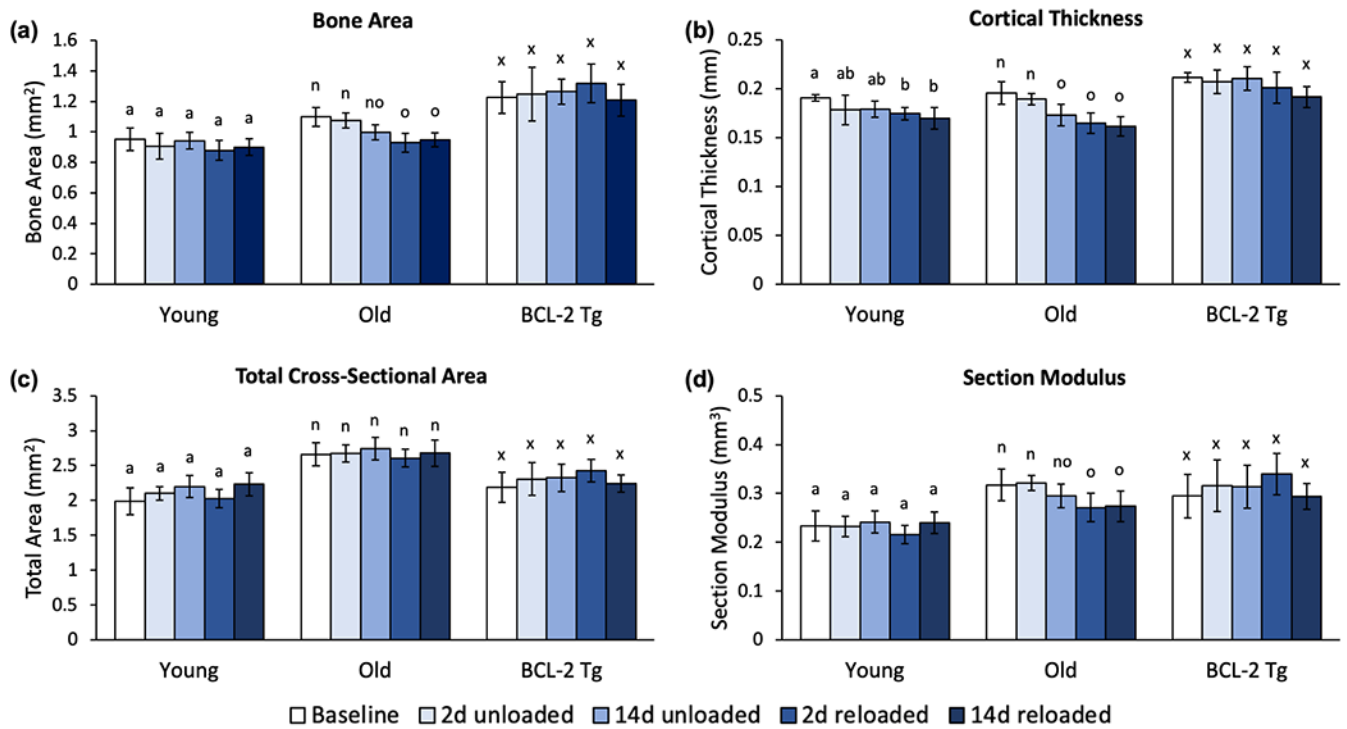 (a)
Bone Area
Bone Area (mm²)
1.6
1.4
1.2
1
0.8
0.6
0.4
0.2
0
a a a a a
n n no o o
x x x x x
Young Old BCL-2 Tg
(b)
Cortical Thickness
Cortical Thickness (mm)
0.25
0.2
0.15
0.1
0.05
0
a ab ab b b
n n o o o
x x x x x
Young Old BCL-2 Tg
(c)
Total Cross-Sectional Area
Total Area (mm²)
3.5
3
2.5
2
1.5
1
0.5
0
a a a a a
n n n n n
x x x x x
Young Old BCL-2 Tg
(d)
Section Modulus
Section Modulus (mm³)
0.5
0.4
0.3
0.2
0.1
0
a a a a a
n n no o o
x x x x x
Young Old BCL-2 Tg
Baseline 2d unloaded 14d unloaded 2d reloaded 14d reloaded